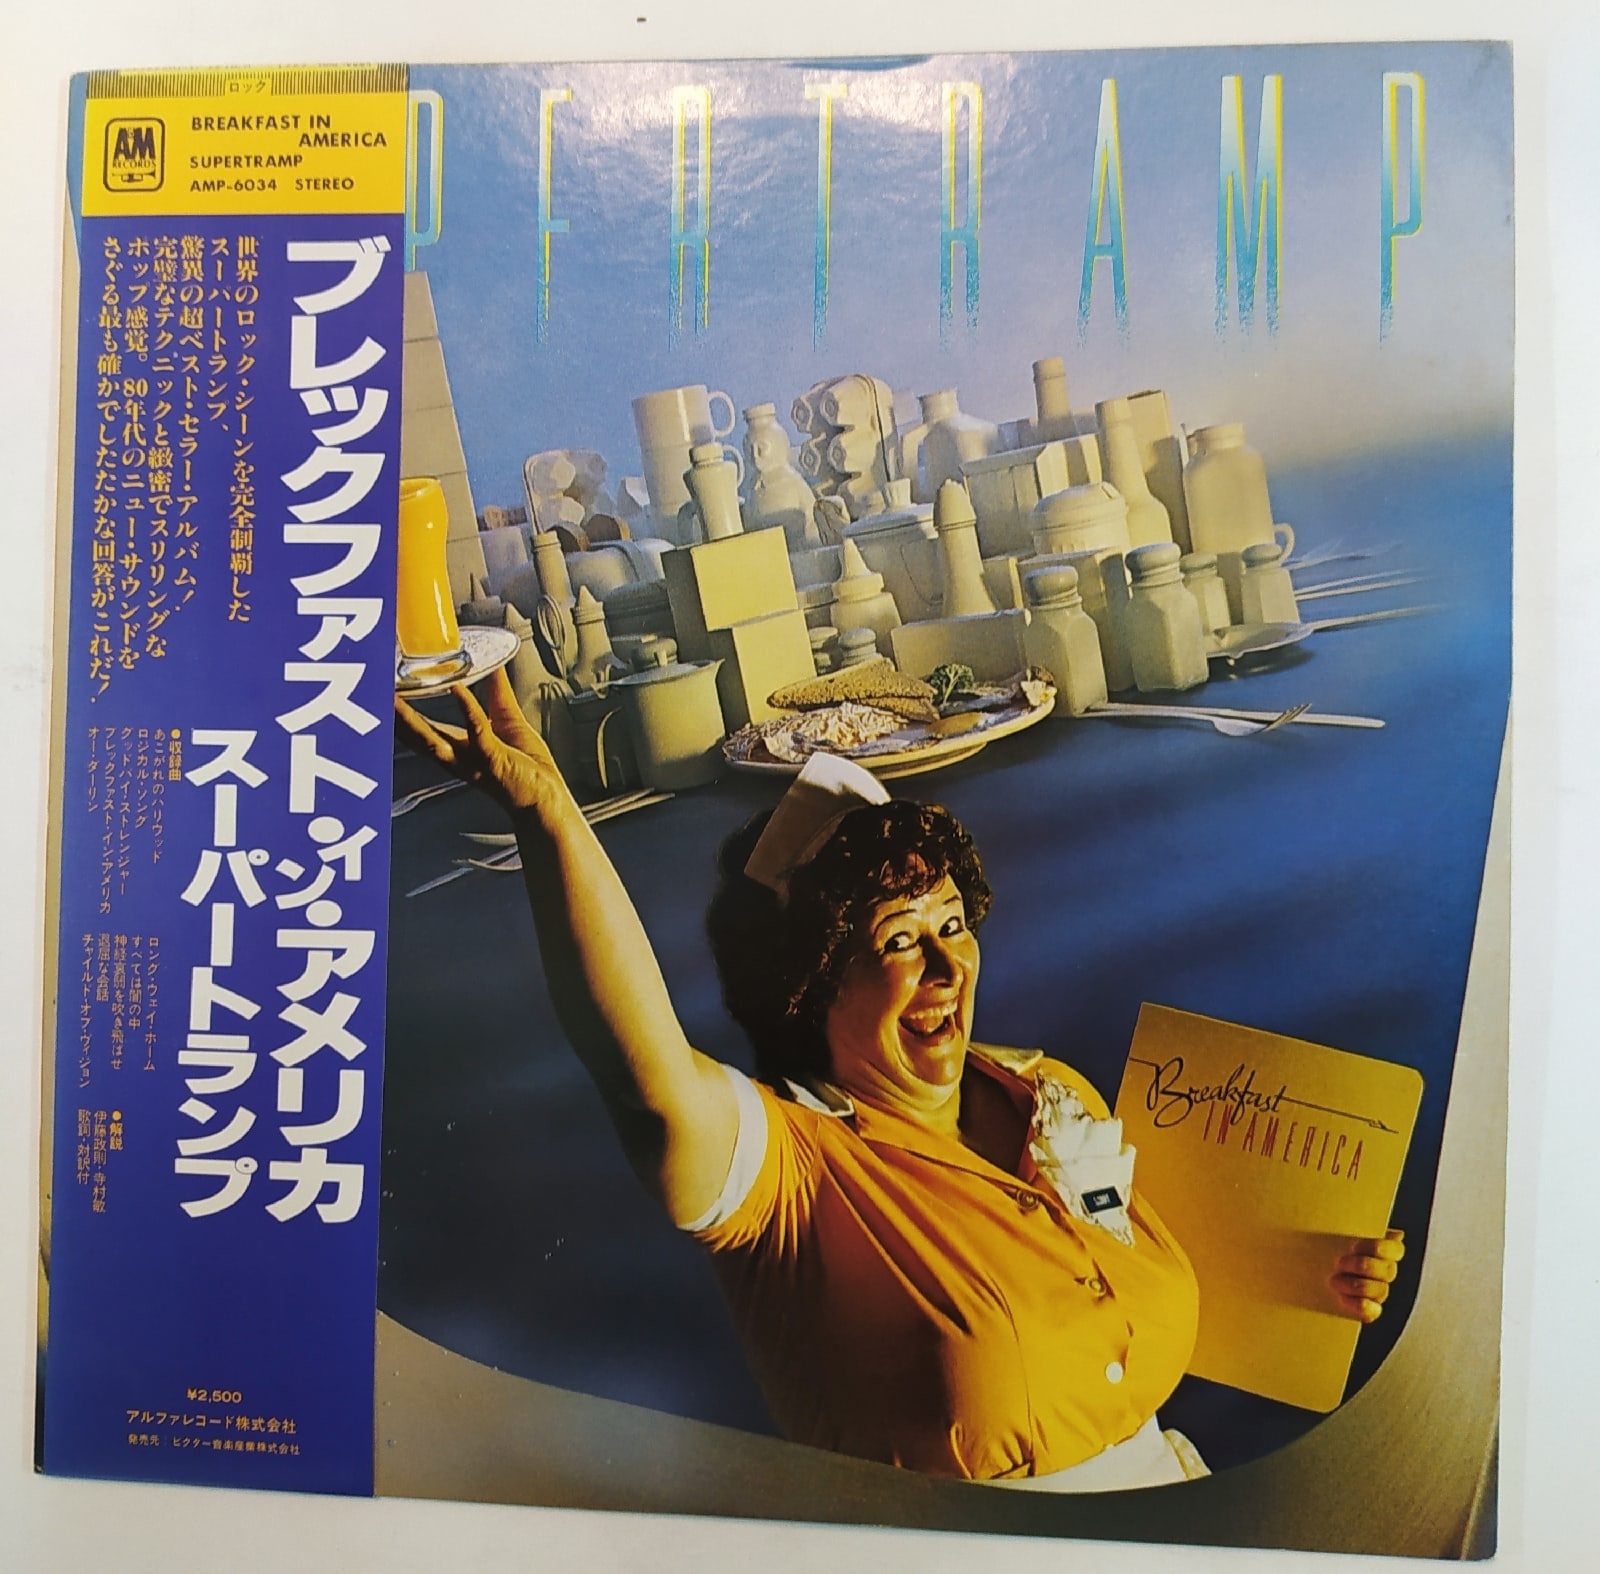 ロック
A&M
RECORDS
BREAKFAST IN
AMERICA
SUPERTRAMP
AMP-6034 STEREO
ブレックファスト・イン・アメリカ
スーパートランプ
世界のロック・シーンを完全制覇した
スーパートランプ、
驚異の超ベスト・セラー・アルバム!
完璧なテクニックと緻密でスリリングな
ポップ感覚。80年代のニュー・サウンドを
さぐる最も確かでしたたかな回答がこれだ!
●収録曲
あこがれのハリウッド
ロジカル・ソング
グッドバイ・ストレンジャー
ブレックファスト・イン・アメリカ
オー・ダーリン
ロング・ウェイ・ホーム
すべては闇の中
神経衰弱を吹き飛ばせ
退屈な会話
チャイルド・オブ・ヴィジョン
●解説
伊藤政則・寺村敏
歌詞・対訳付
¥2,500
アルファレコード株式会社
発売元:ビクター音楽産業株式会社
PERTRAMP
Breakfast
IN AMERICA